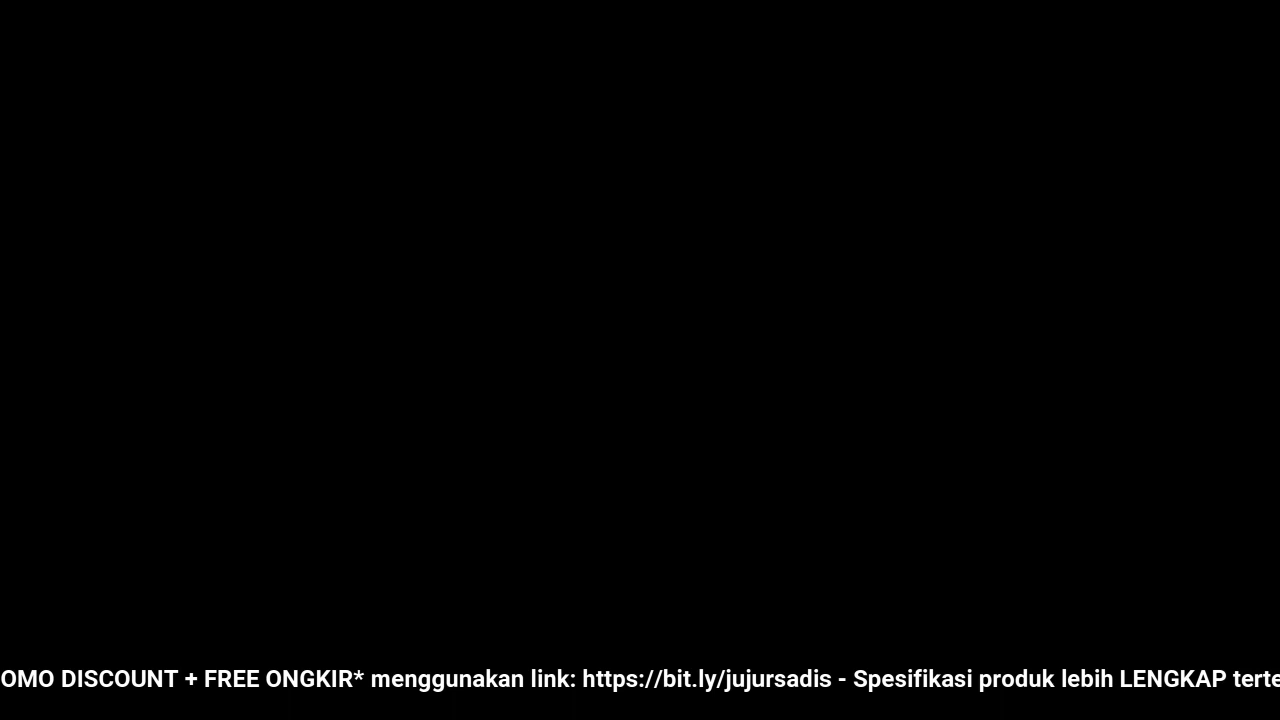 OMO DISCOUNT + FREE ONGKIR* menggunakan link: https://bit.ly/jujursadis - Spesifikasi produk lebih LENGKAP terte